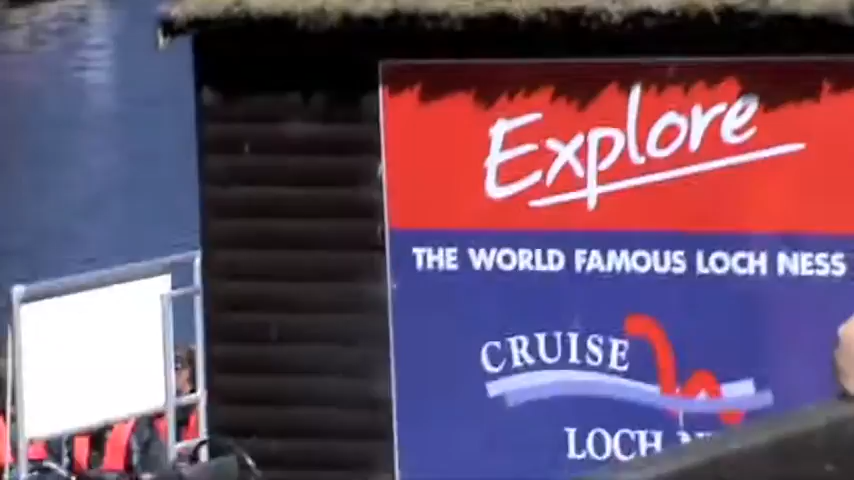 Explore
THE WORLD FAMOUS LOCH NESS
CRUISE
LOCH